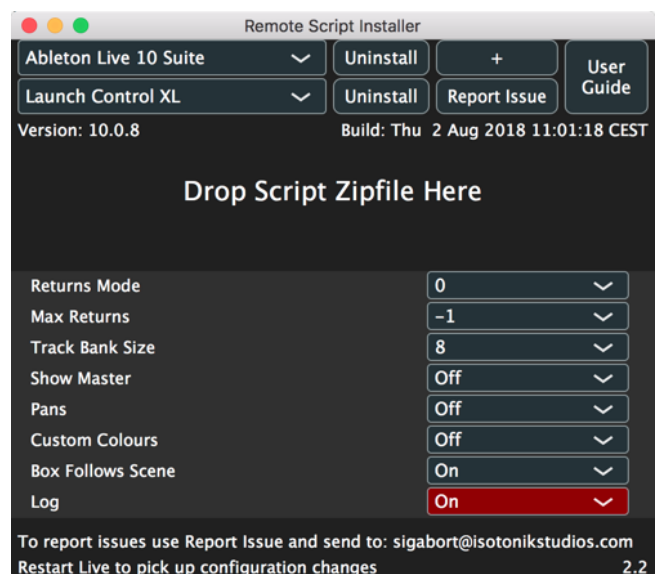 Remote Script Installer
Ableton Live 10 Suite Uninstall + User Guide
Launch Control XL Uninstall Report Issue
Version: 10.0.8 Build: Thu 2 Aug 2018 11:01:18 CEST
Drop Script Zipfile Here
Returns Mode 0
Max Returns -1
Track Bank Size 8
Show Master Off
Pans Off
Custom Colours Off
Box Follows Scene On
Log On
To report issues use Report Issue and send to: sigabort@isotonikstudios.com
Restart Live to pick up configuration changes 2.2